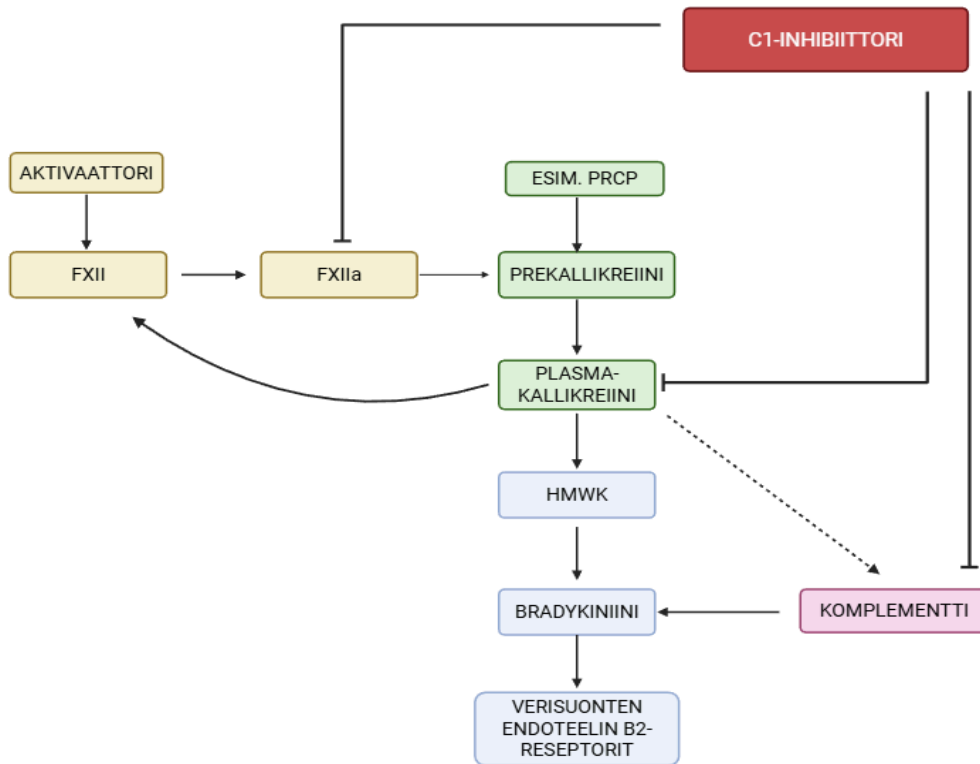 C1-INHIBIITTORI
AKTIVAATTORI
ESIM. PRCP
FXII
FXIIa
PREKALLIKREIINI
PLASMA-
KALLIKREIINI
HMWK
BRADYKINIINI
KOMPLEMENTTI
VERISUONTEN
ENDOTEELIN B2-
RESEPTORIT